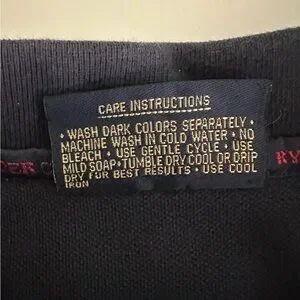 CARE INSTRUCTIONS
• WASH DARK COLORS SEPARATELY •
MACHINE WASH IN COLD WATER • NO
BLEACH • USE GENTLE CYCLE • USE
MILD SOAP • TUMBLE DRY COOL OR DRIP
DRY FOR BEST RESULTS • USE COOL
IRON